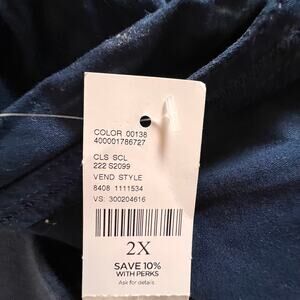 COLOR 00138
400001786727
CLS SCL
222 S2099
VEND STYLE
8408 1111534
VS: 300204616
2X
SAVE 10%
WITH PERKS
Ask for details.